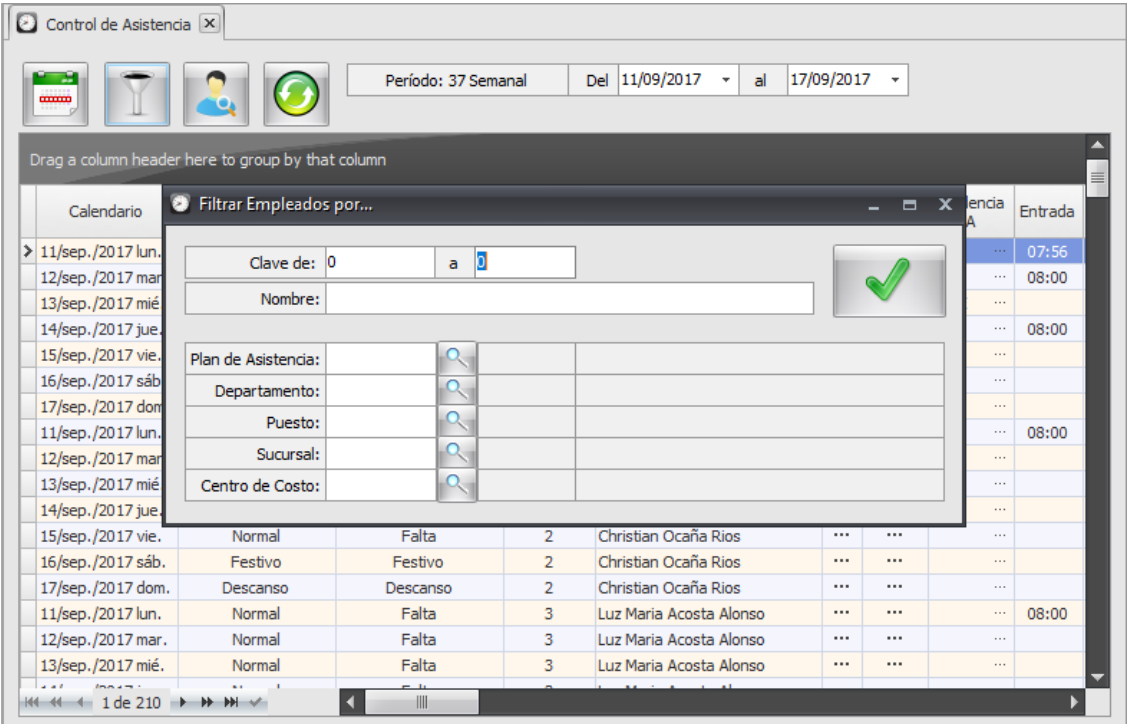 Control de Asistencia
Período: 37 Semanal Del 11/09/2017 al 17/09/2017
Drag a column header here to group by that column
Calendario Entrada
Filtrar Empleados por...
Clave de: 0 a 0
Nombre:
Plan de Asistencia:
Departamento:
Puesto:
Sucursal:
Centro de Costo:
11/sep./2017 lun. ... 07:56
12/sep./2017 mar ... 08:00
13/sep./2017 mié ...
14/sep./2017 jue. ... 08:00
15/sep./2017 vie. ...
16/sep./2017 sáb ...
17/sep./2017 dom ...
11/sep./2017 lun. ... 08:00
12/sep./2017 mar ...
13/sep./2017 mié ...
14/sep./2017 jue. ...
15/sep./2017 vie. Normal Falta 2 Christian Ocaña Rios ... ... ...
16/sep./2017 sáb. Festivo Festivo 2 Christian Ocaña Rios ... ... ...
17/sep./2017 dom. Descanso Descanso 2 Christian Ocaña Rios ... ... ...
11/sep./2017 lun. Normal Falta 3 Luz Maria Acosta Alonso ... ... ... 08:00
12/sep./2017 mar. Normal Falta 3 Luz Maria Acosta Alonso ... ... ...
13/sep./2017 mié. Normal Falta 3 Luz Maria Acosta Alonso ... ... ...
1 de 210